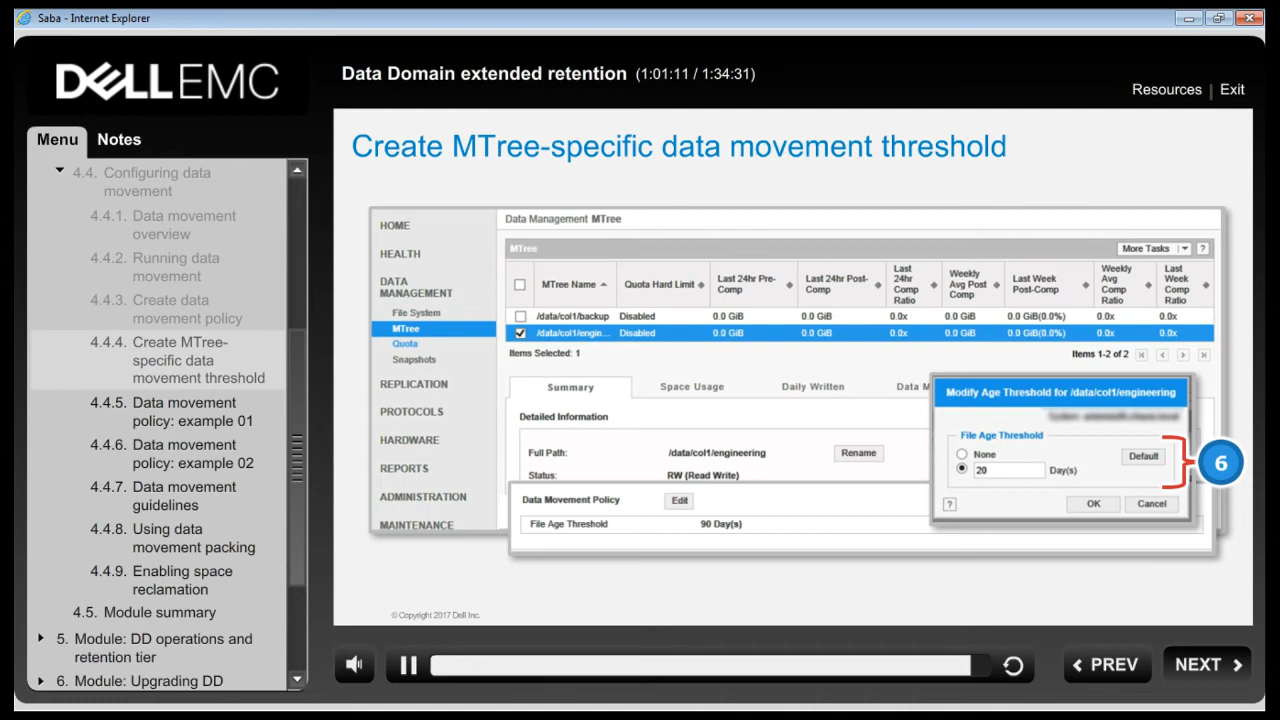 Saba - Internet Explorer
DELLEMC
Data Domain extended retention (1:01:11 / 1:34:31)
Resources | Exit
Menu Notes
4.4. Configuring data
movement
4.4.1. Data movement
overview
4.4.2. Running data
movement
4.4.3. Create data
movement policy
4.4.4. Create MTree-
specific data
movement threshold
4.4.5. Data movement
policy: example 01
4.4.6. Data movement
policy: example 02
4.4.7. Data movement
guidelines
4.4.8. Using data
movement packing
4.4.9. Enabling space
reclamation
4.5. Module summary
5. Module: DD operations and
retention tier
6. Module: Upgrading DD
Create MTree-specific data movement threshold
HOME
HEALTH
DATA
MANAGEMENT
File System
MTree
Quota
Snapshots
REPLICATION
PROTOCOLS
HARDWARE
REPORTS
ADMINISTRATION
MAINTENANCE
Data Management MTree
MTree More Tasks ?
MTree Name Quota Hard Limit Last 24hr Pre-Comp Last 24hr Post-Comp Last 24hr Comp Ratio Weekly Avg Post Comp Last Week Post-Comp Weekly Avg Comp Ratio Last Week Comp Ratio
/data/col1/backup Disabled 0.0 GiB 0.0 GiB 0.0x 0.0 GiB 0.0 GiB(0.0%) 0.0x 0.0x
/data/col1/engin... Disabled 0.0 GiB 0.0 GiB 0.0x 0.0 GiB 0.0 GiB(0.0%) 0.0x 0.0x
Items Selected: 1 Items 1-2 of 2
Summary Space Usage Daily Written Data M
Detailed Information
Full Path: /data/col1/engineering Rename
Status: RW (Read Write)
Data Movement Policy Edit
File Age Threshold 90 Day(s)
Modify Age Threshold for /data/col1/engineering
File Age Threshold
None Default
20 Day(s)
? OK Cancel
6
© Copyright 2017 Dell Inc.
PREV NEXT